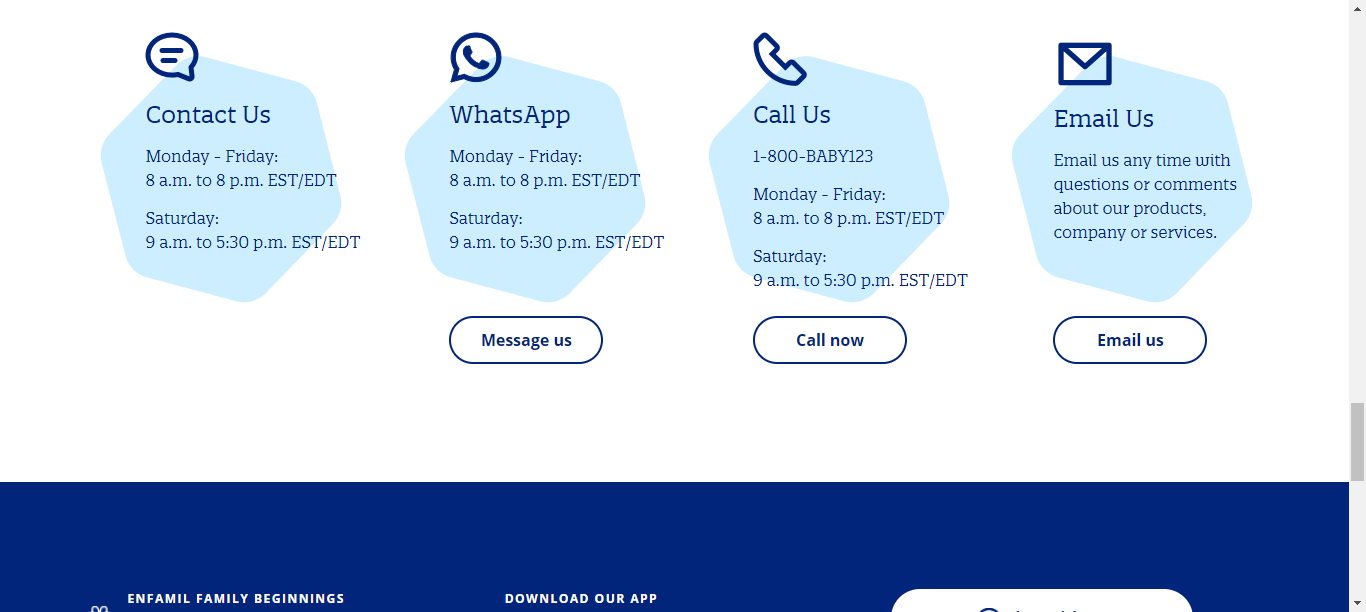 Contact Us
Monday - Friday:
8 a.m. to 8 p.m. EST/EDT
Saturday:
9 a.m. to 5:30 p.m. EST/EDT
WhatsApp
Monday - Friday:
8 a.m. to 8 p.m. EST/EDT
Saturday:
9 a.m. to 5:30 p.m. EST/EDT
Message us
Call Us
1-800-BABY123
Monday - Friday:
8 a.m. to 8 p.m. EST/EDT
Saturday:
9 a.m. to 5:30 p.m. EST/EDT
Call now
Email Us
Email us any time with
questions or comments
about our products,
company or services.
Email us
ENFAMIL FAMILY BEGINNINGS
DOWNLOAD OUR APP